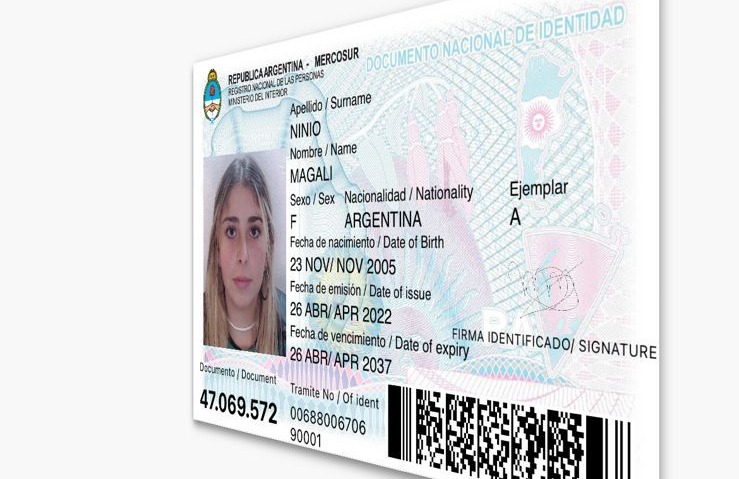 REPUBLICA ARGENTINA - MERCOSUR
REGISTRO NACIONAL DE LAS PERSONAS
MINISTERIO DEL INTERIOR
DOCUMENTO NACIONAL DE IDENTIDAD
Apellido / Surname
NINIO
Nombre / Name
MAGALI
Sexo / Sex Nacionalidad / Nationality Ejemplar
F ARGENTINA A
Fecha de nacimiento / Date of Birth
23 NOV/ NOV 2005
Fecha de emisión / Date of issue
26 ABR/ APR 2022
Fecha de vencimiento / Date of expiry
26 ABR/ APR 2037
FIRMA IDENTIFICADO/ SIGNATURE
Documento / Document
47.069.572
Tramite No / Of ident
00688006706
90001